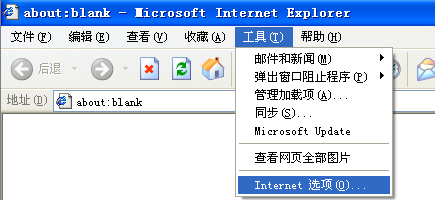 about:blank - Microsoft Internet Explorer
文件(F) 编辑(E) 查看(V) 收藏(A) 工具(T) 帮助(H)
后退
地址(D) about:blank
邮件和新闻(M)
弹出窗口阻止程序(P)
管理加载项(A)...
同步(S)...
Microsoft Update
查看网页全部图片
Internet 选项(O)...